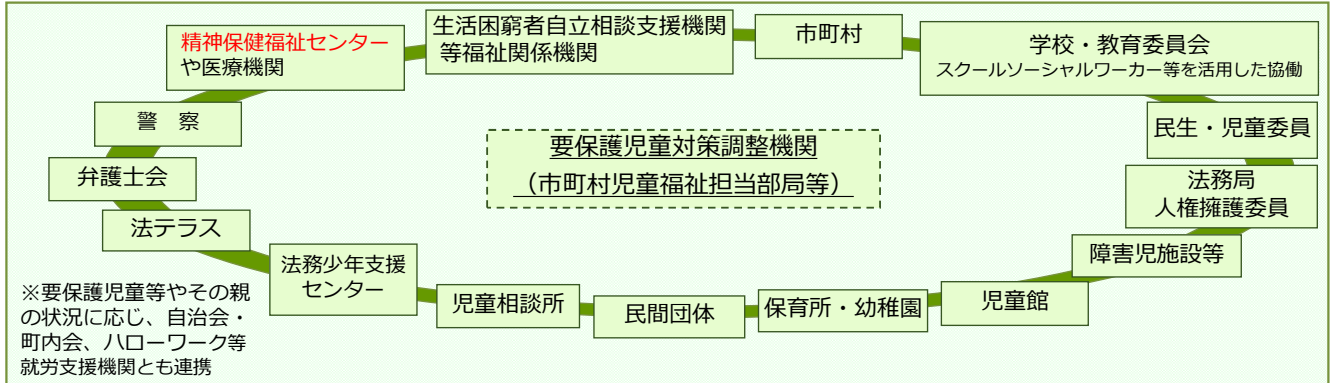 精神保健福祉センター
や医療機関
生活困窮者自立相談支援機関
等福祉関係機関
市町村
学校・教育委員会
スクールソーシャルワーカー等を活用した協働
警　察
民生・児童委員
要保護児童対策調整機関
（市町村児童福祉担当部局等）
弁護士会
法務局
人権擁護委員
法テラス
障害児施設等
法務少年支援
センター
児童相談所
民間団体
保育所・幼稚園
児童館
※要保護児童等やその親
の状況に応じ、自治会・
町内会、ハローワーク等
就労支援機関とも連携